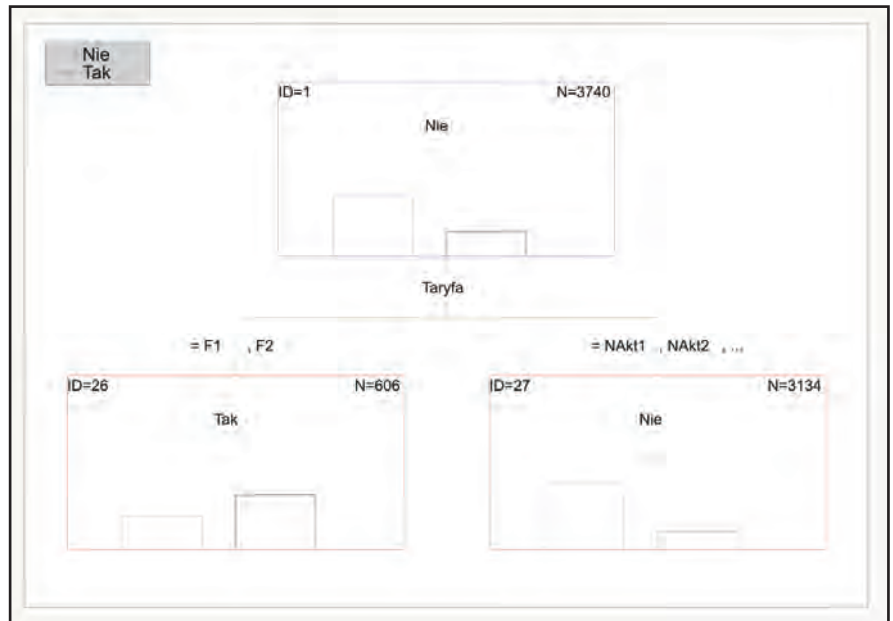 Nie
Tak
ID=1 N=3740
Nie
Taryfa
= F1 , F2 = NAkt1 ., NAkt2 , ...
ID=26 N=606 ID=27 N=3134
Tak Nie